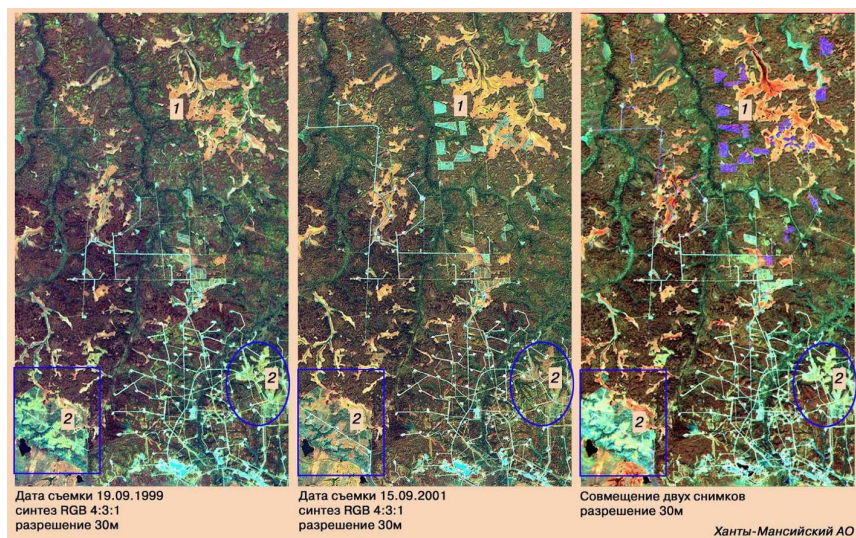 1
2
2
1
2
2
1
2
2
Дата съемки 19.09.1999
синтез RGB 4:3:1
разрешение 30м
Дата съемки 15.09.2001
синтез RGB 4:3:1
разрешение 30м
Совмещение двух снимков
разрешение 30м
Ханты-Мансийский АО